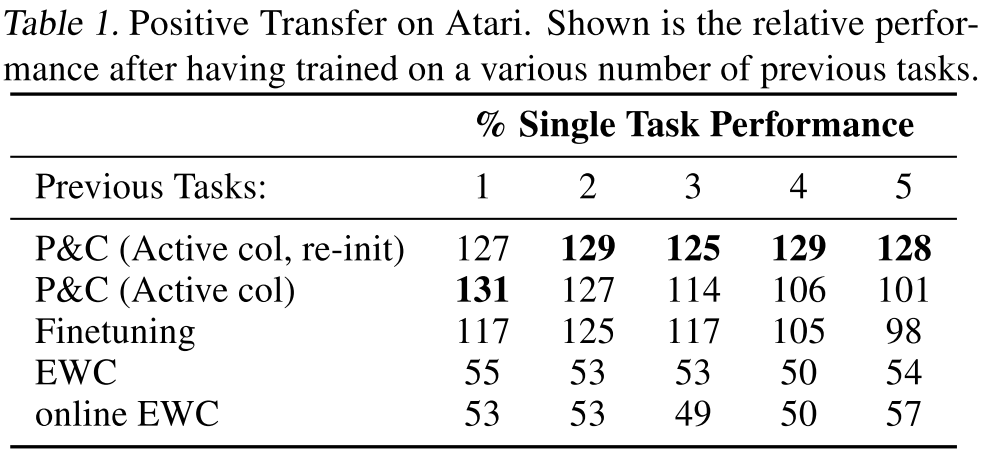 Table 1. Positive Transfer on Atari. Shown is the relative perfor-
mance after having trained on a various number of previous tasks.
% Single Task Performance
Previous Tasks: 1 2 3 4 5
P&C (Active col, re-init) 127 129 125 129 128
P&C (Active col) 131 127 114 106 101
Finetuning 117 125 117 105 98
EWC 55 53 53 50 54
online EWC 53 53 49 50 57